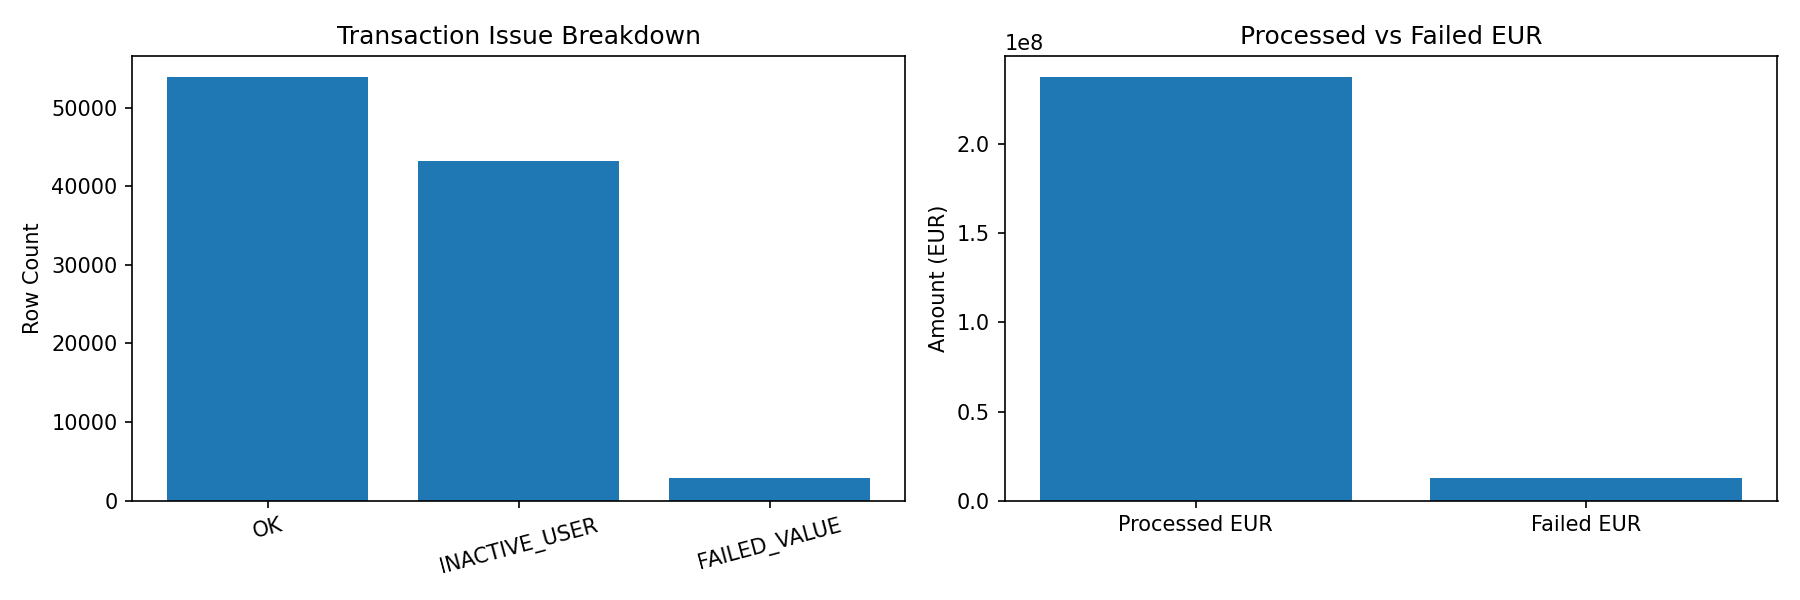 Transaction Issue Breakdown
Row Count
50000
40000
30000
20000
10000
0
OK
INACTIVE_USER
FAILED_VALUE
Processed vs Failed EUR
1e8
Amount (EUR)
2.0
1.5
1.0
0.5
0.0
Processed EUR
Failed EUR